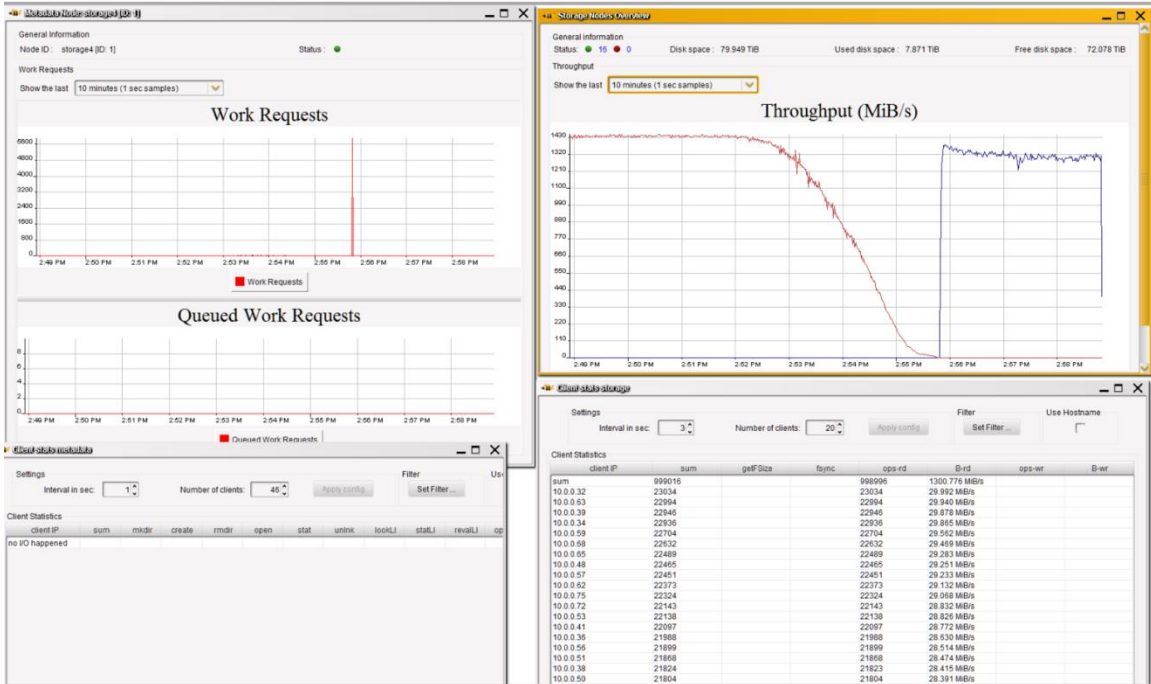 Metadata Node: storage4 [ID: 1]
General Information
Node ID : storage4 [ID: 1] Status :
Work Requests
Show the last 10 minutes (1 sec samples)
Work Requests
4000
3200
2400
800
0
2:50 PM 2:51 PM 2:52 PM 2:53 PM 2:54 PM 2:55 PM 2:56 PM 2:57 PM 2:58 PM
Work Requests
Queued Work Requests
8
6
4
2
0
2:50 PM 2:51 PM 2:52 PM 2:53 PM 2:54 PM 2:55 PM 2:56 PM 2:57 PM 2:58 PM
Queued Work Requests
Client stats metadata
Settings Filter Use
Interval in sec: 1 Number of clients: 46 Apply config Set Filter ...
Client Statistics
client IP sum mkdir create rmdir open stat unlink lookLI statLI revalLI op
no I/O happened
Storage Nodes Overview
General information
Status: 16 0 Disk space : 79.949 TiB Used disk space : 7.871 TiB Free disk space : 72.078 TiB
Throughput
Show the last 10 minutes (1 sec samples)
Throughput (MiB/s)
1430
1320
1210
1100
990
880
770
660
550
440
330
220
110
0
2:49 PM 2:50 PM 2:51 PM 2:52 PM 2:53 PM 2:54 PM 2:55 PM 2:56 PM 2:57 PM 2:58 PM
Client stats storage
Settings Filter Use Hostname
Interval in sec: 3 Number of clients: 20 Apply config Set Filter ...
Client Statistics
client IP sum getFSize fsync ops-rd B-rd ops-wr B-wr
sum 999016 998996 1300.776 MiB/s
10.0.0.32 23034 23034 29.992 MiB/s
10.0.0.63 22994 22994 29.940 MiB/s
10.0.0.39 22946 22946 29.878 MiB/s
10.0.0.34 22936 22936 29.865 MiB/s
10.0.0.59 22704 22704 29.562 MiB/s
10.0.0.68 22632 22632 29.469 MiB/s
10.0.0.65 22489 22489 29.283 MiB/s
10.0.0.48 22465 22465 29.251 MiB/s
10.0.0.57 22451 22451 29.233 MiB/s
10.0.0.62 22373 22373 29.132 MiB/s
10.0.0.75 22324 22324 29.068 MiB/s
10.0.0.72 22143 22143 28.832 MiB/s
10.0.0.53 22138 22138 28.826 MiB/s
10.0.0.41 22097 22097 28.772 MiB/s
10.0.0.36 21988 21988 28.630 MiB/s
10.0.0.56 21899 21899 28.514 MiB/s
10.0.0.51 21868 21868 28.474 MiB/s
10.0.0.38 21824 21823 28.415 MiB/s
10.0.0.50 21804 21804 28.391 MiB/s